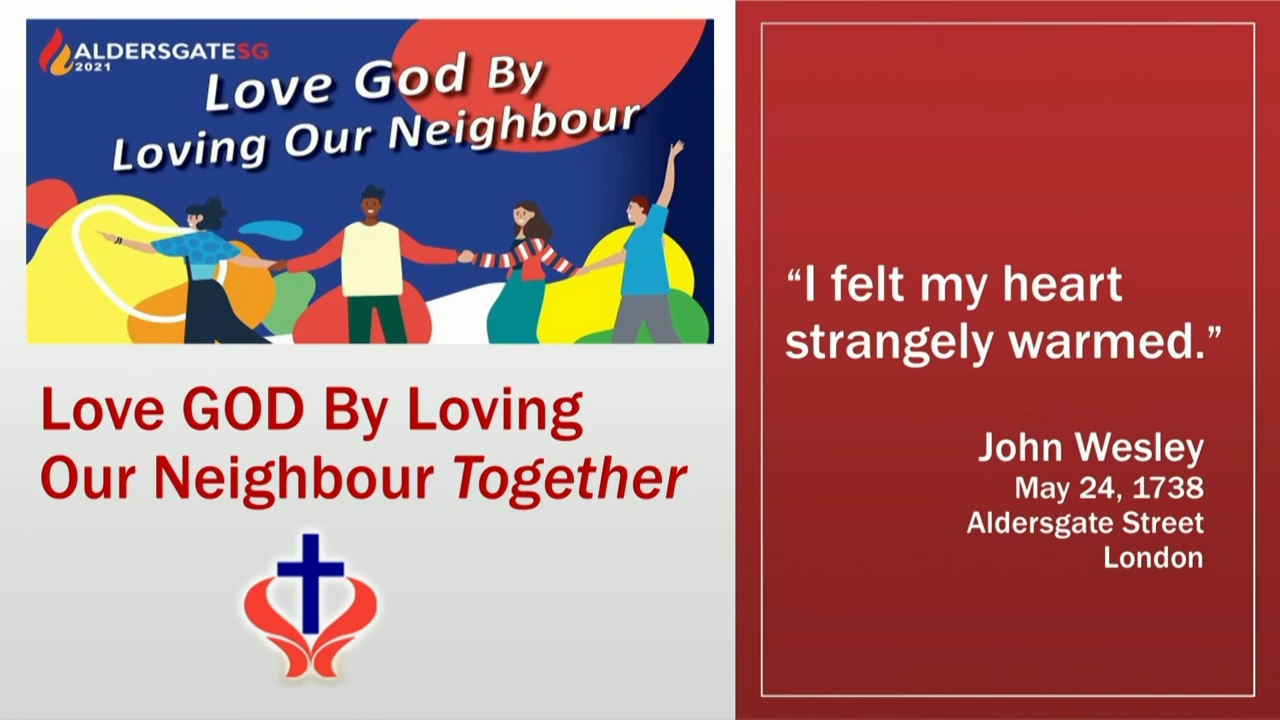 ALDERSGATESG
2021
Love God By
Loving Our Neighbour
Love GOD By Loving
Our Neighbour Together
“I felt my heart
strangely warmed.”
John Wesley
May 24, 1738
Aldersgate Street
London